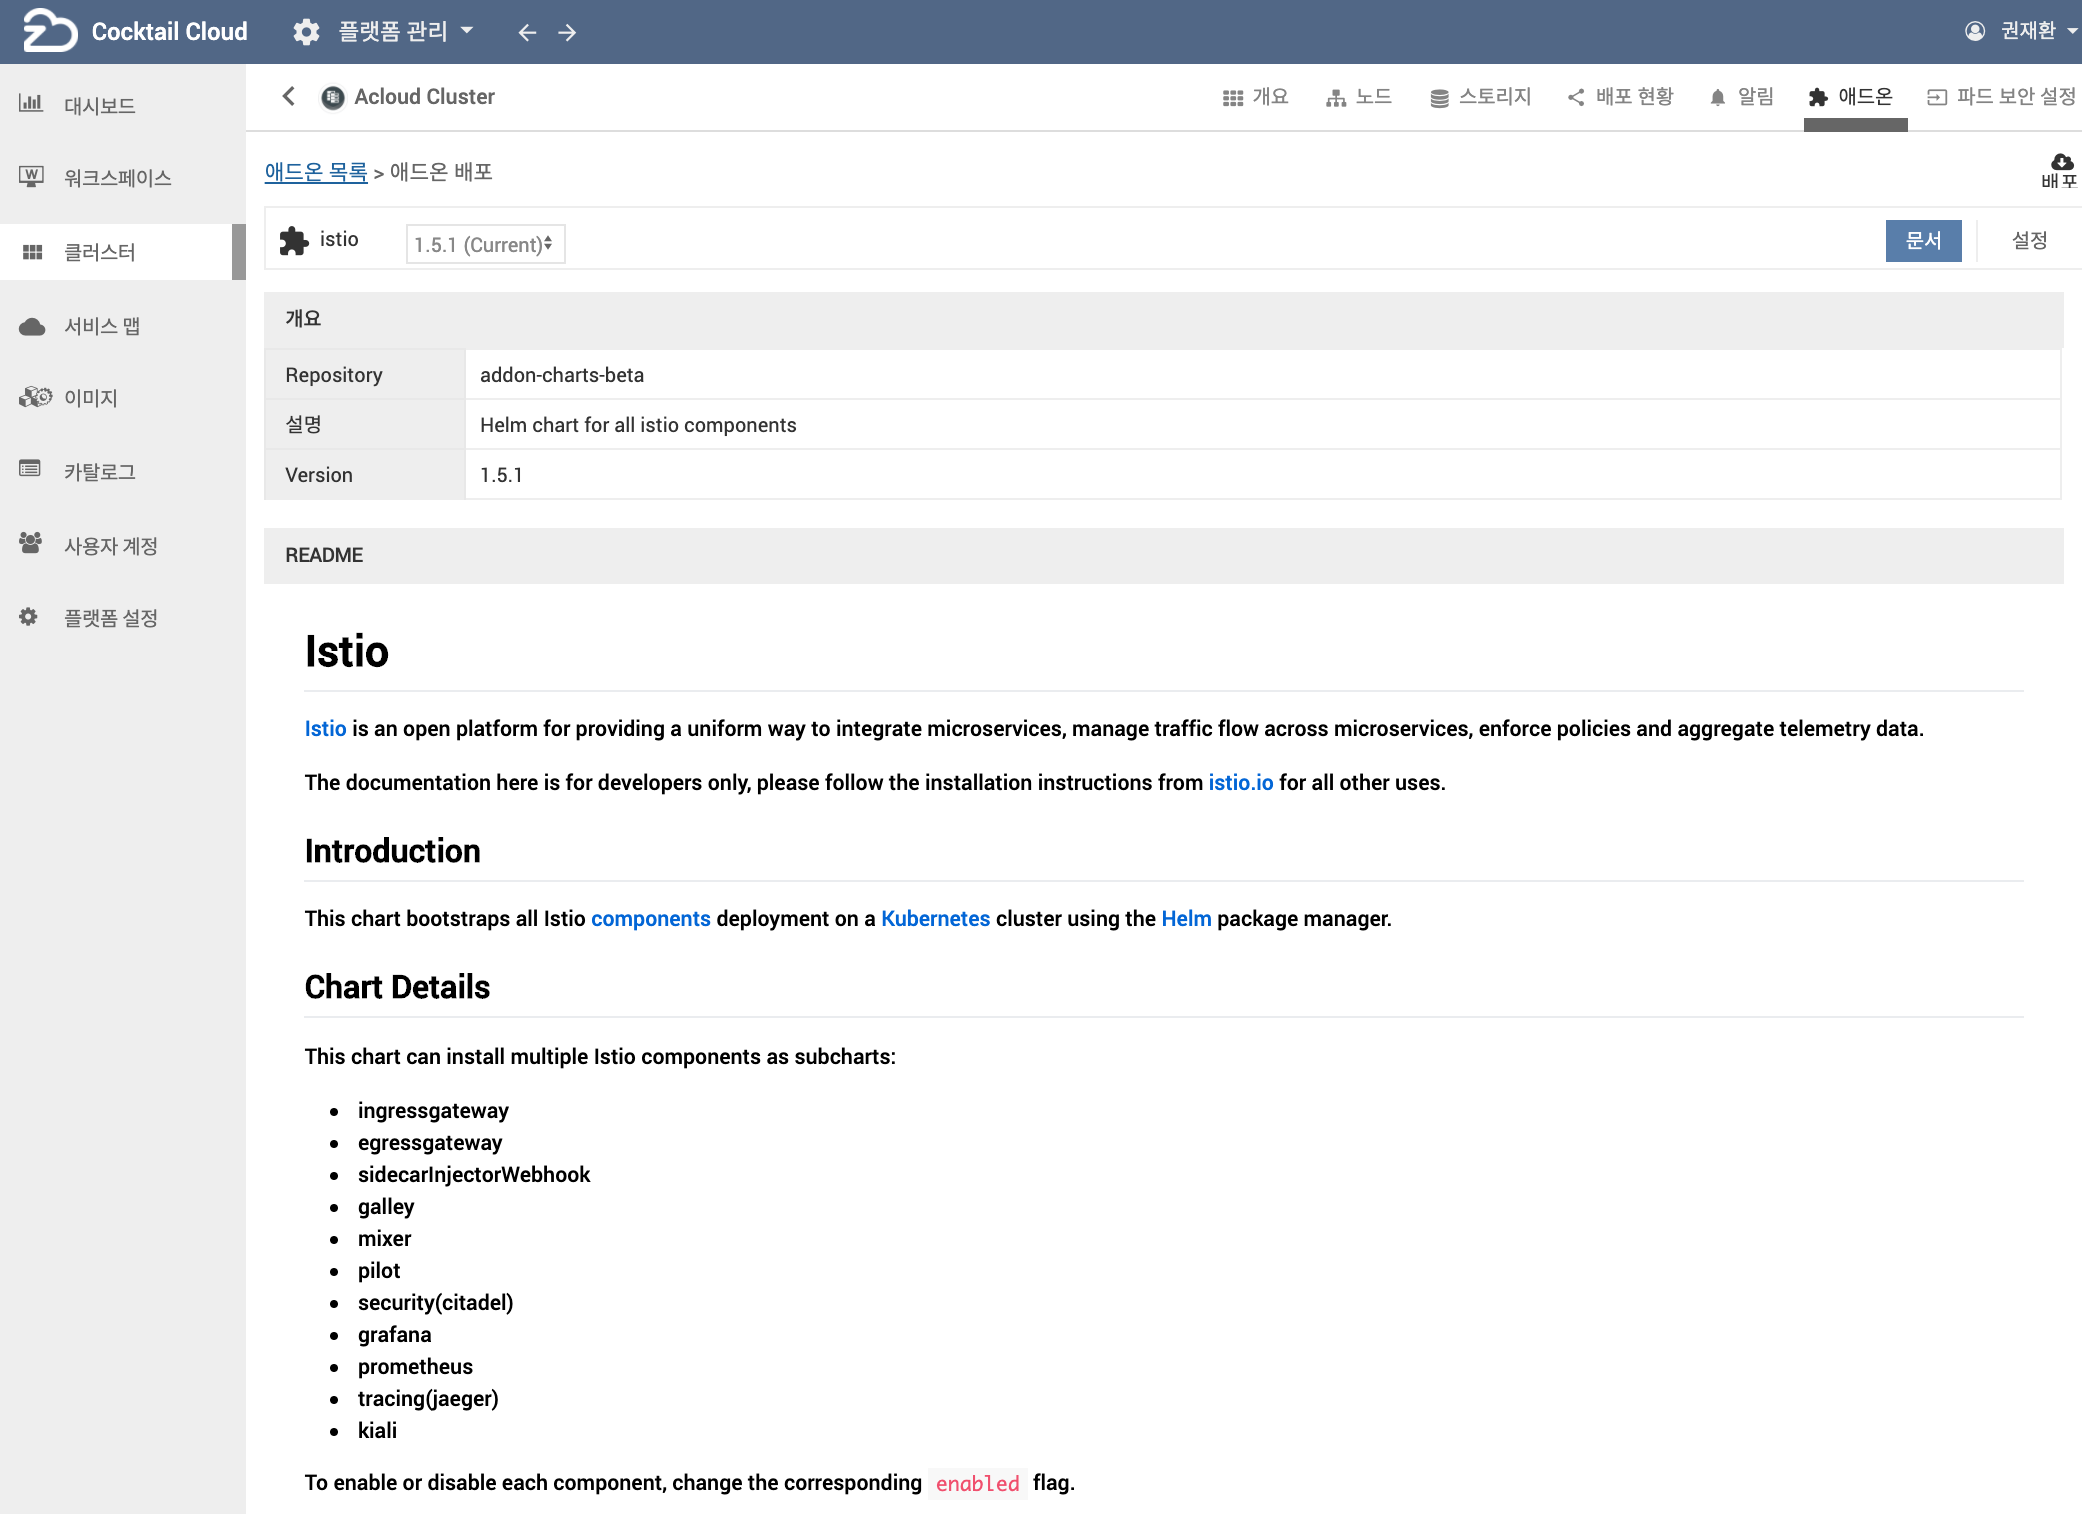 Cocktail Cloud
플랫폼 관리
권재환
대시보드
워크스페이스
클러스터
서비스 맵
이미지
카탈로그
사용자 계정
플랫폼 설정
Acloud Cluster
개요
노드
스토리지
배포 현황
알림
애드온
파드 보안 설정
애드온 목록 > 애드온 배포
배포
istio
1.5.1 (Current)
문서
설정
개요
Repository addon-charts-beta
설명 Helm chart for all istio components
Version 1.5.1
README
Istio
Istio is an open platform for providing a uniform way to integrate microservices, manage traffic flow across microservices, enforce policies and aggregate telemetry data.
The documentation here is for developers only, please follow the installation instructions from istio.io for all other uses.
Introduction
This chart bootstraps all Istio components deployment on a Kubernetes cluster using the Helm package manager.
Chart Details
This chart can install multiple Istio components as subcharts:
ingressgateway
egressgateway
sidecarInjectorWebhook
galley
mixer
pilot
security(citadel)
grafana
prometheus
tracing(jaeger)
kiali
To enable or disable each component, change the corresponding enabled flag.